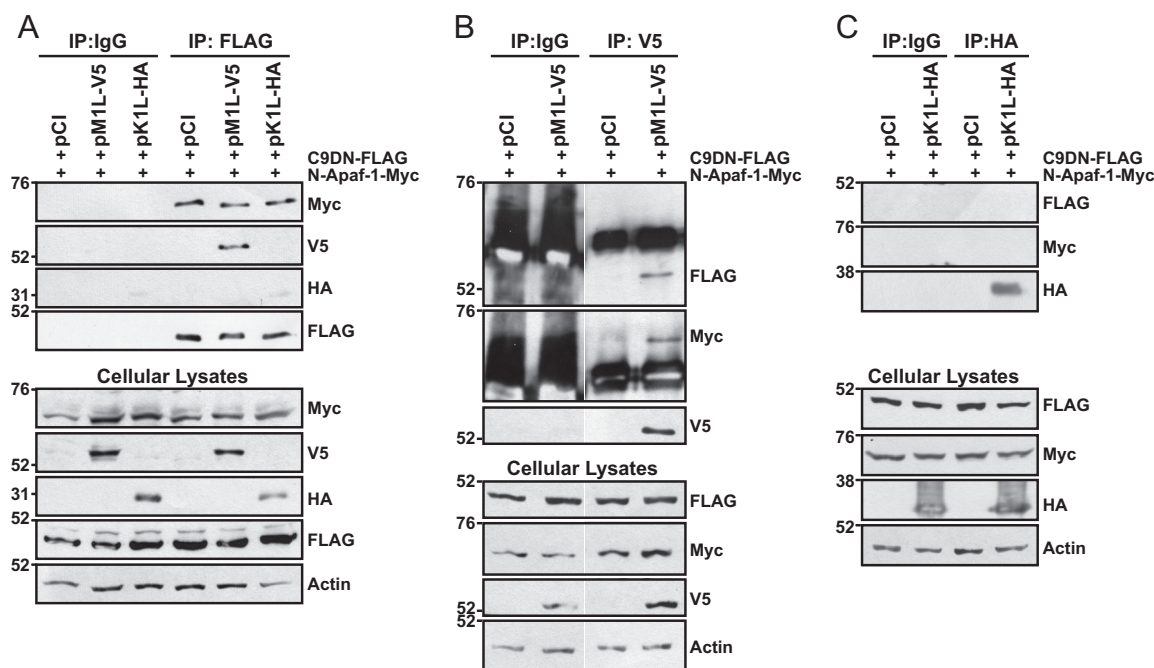 A
IP:IgG
IP: FLAG
pCI
pM1L-V5
pK1L-HA
pCI
pM1L-V5
pK1L-HA
+ + + + + + C9DN-FLAG
+ + + + + + N-Apaf-1-Myc
76
Myc
V5
52
HA
31
52
FLAG
Cellular Lysates
76
Myc
V5
52
31
HA
52
FLAG
52
Actin
B
IP:IgG
IP: V5
pCI
pM1L-V5
pCI
pM1L-V5
+ + + + C9DN-FLAG
+ + + + N-Apaf-1-Myc
76
FLAG
52
76
Myc
V5
52
Cellular Lysates
52
FLAG
76
Myc
V5
52
52
Actin
C
IP:IgG
IP:HA
pCI
pK1L-HA
pCI
pK1L-HA
+ + + + C9DN-FLAG
+ + + + N-Apaf-1-Myc
52
FLAG
76
Myc
38
HA
Cellular Lysates
52
FLAG
76
Myc
38
HA
52
Actin